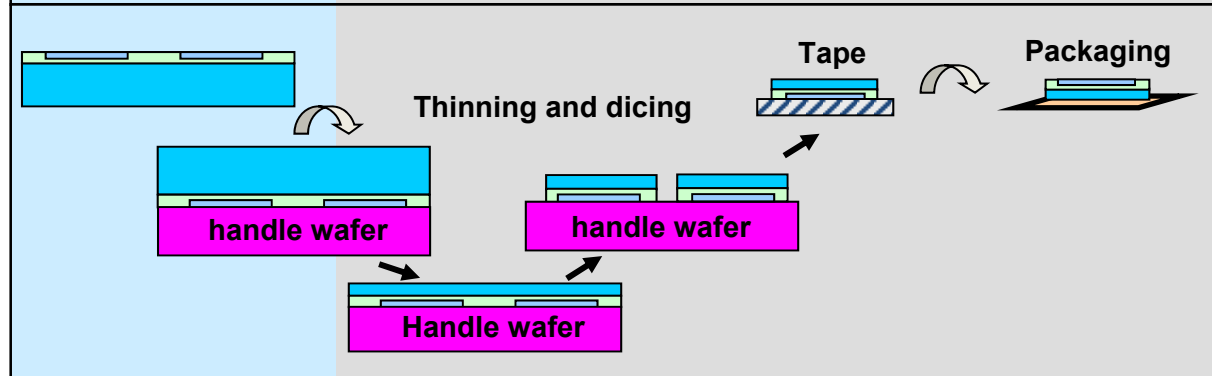 Tape
Packaging
Thinning and dicing
handle wafer
handle wafer
Handle wafer